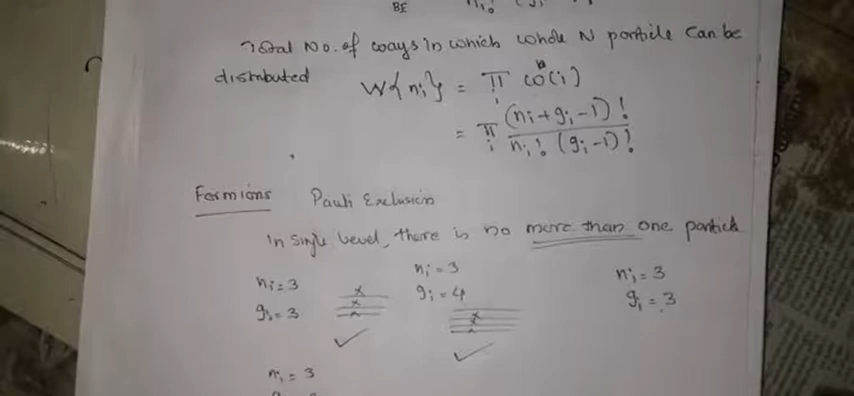 BE
Total No. of ways in which whole N particle can be
distributed W{ni} = π ω(i)
i
= π (ni+gi-1)!
i ni! (gi-1)!
Fermions Pauli Exclusion
In single level, there is no more than one particle
ni=3
gi=3
ni=3
gi=4
ni=3
gi=3
ni=3